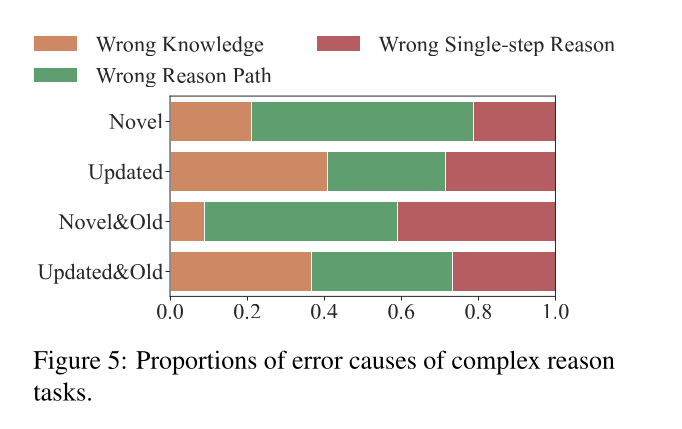 Wrong Knowledge
Wrong Single-step Reason
Wrong Reason Path
Novel
Updated
Novel&Old
Updated&Old
0.0 0.2 0.4 0.6 0.8 1.0
Figure 5: Proportions of error causes of complex reason
tasks.